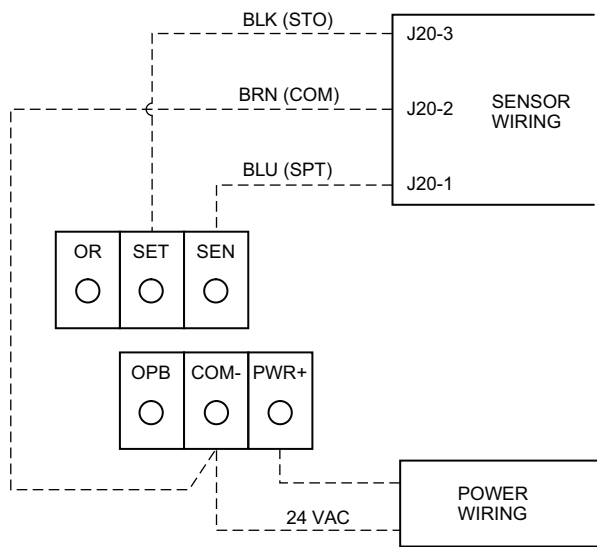 BLK (STO)
J20-3
BRN (COM)
J20-2
SENSOR
WIRING
BLU (SPT)
J20-1
OR SET SEN
OPB COM- PWR+
24 VAC
POWER
WIRING